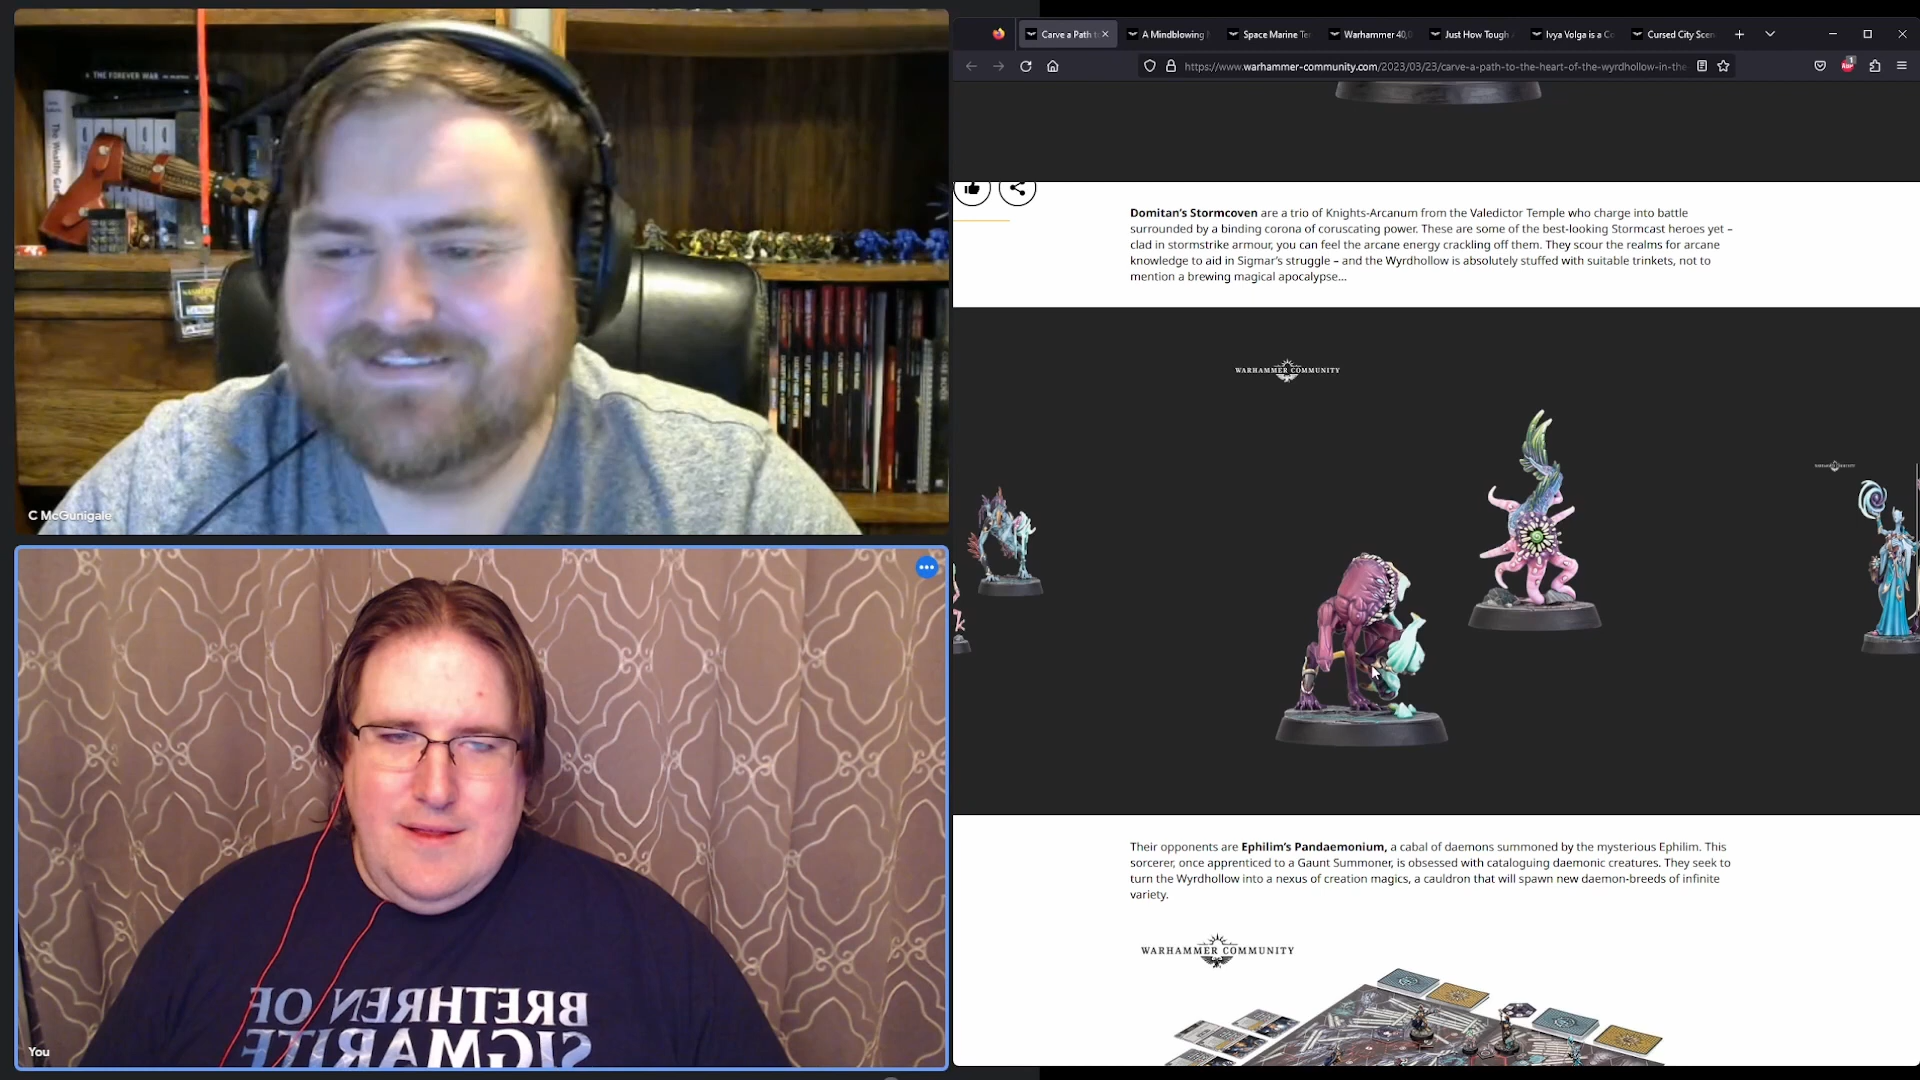 THE FOREVER WAR
The Wealthy
C McGunigale
BRETHREN OF
SIGMARITE
You
Carve a Path t
A Mindblowing
Space Marine Te
Warhammer 40,0
Just How Tough
Ivya Volga is a Co
Cursed City Scen
https://www.warhammer-community.com/2023/03/23/carve-a-path-to-the-heart-of-the-wyrdhollow-in-the-
Domitan's Stormcoven are a trio of Knights-Arcanum from the Valedictor Temple who charge into battle
surrounded by a binding corona of coruscating power. These are some of the best-looking Stormcast heroes yet –
clad in stormstrike armour, you can feel the arcane energy crackling off them. They scour the realms for arcane
knowledge to aid in Sigmar's struggle – and the Wyrdhollow is absolutely stuffed with suitable trinkets, not to
mention a brewing magical apocalypse...
WARHAMMER COMMUNITY
Their opponents are Ephilim's Pandaemonium, a cabal of daemons summoned by the mysterious Ephilim. This
sorcerer, once apprenticed to a Gaunt Summoner, is obsessed with cataloguing daemonic creatures. They seek to
turn the Wyrdhollow into a nexus of creation magics, a cauldron that will spawn new daemon-breeds of infinite
variety.
WARHAMMER COMMUNITY